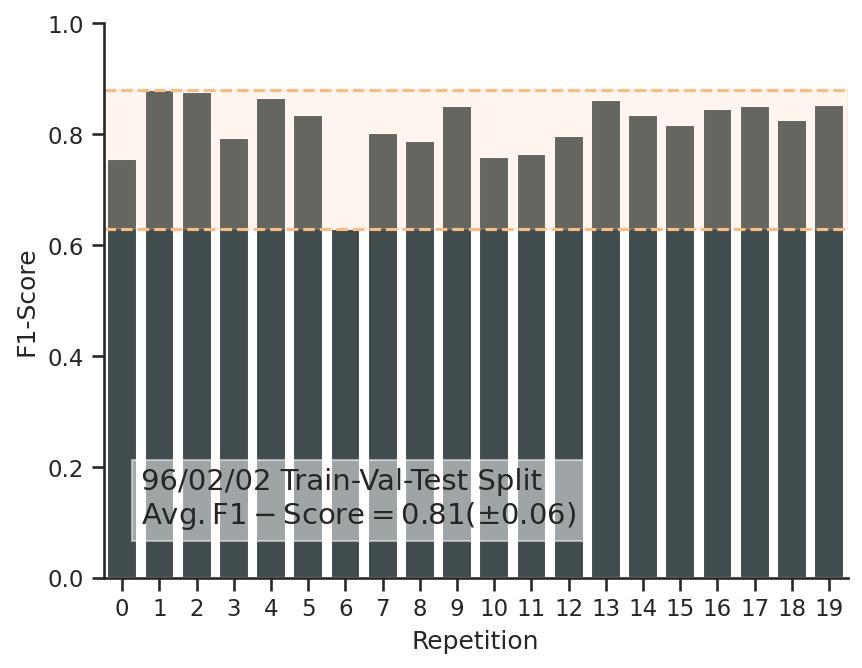 1.0
0.8
0.6
0.4
0.2
0.0
F1-Score
96/02/02 Train-Val-Test Split
Avg. F1 − Score = 0.81(±0.06)
0 1 2 3 4 5 6 7 8 9 10 11 12 13 14 15 16 17 18 19
Repetition